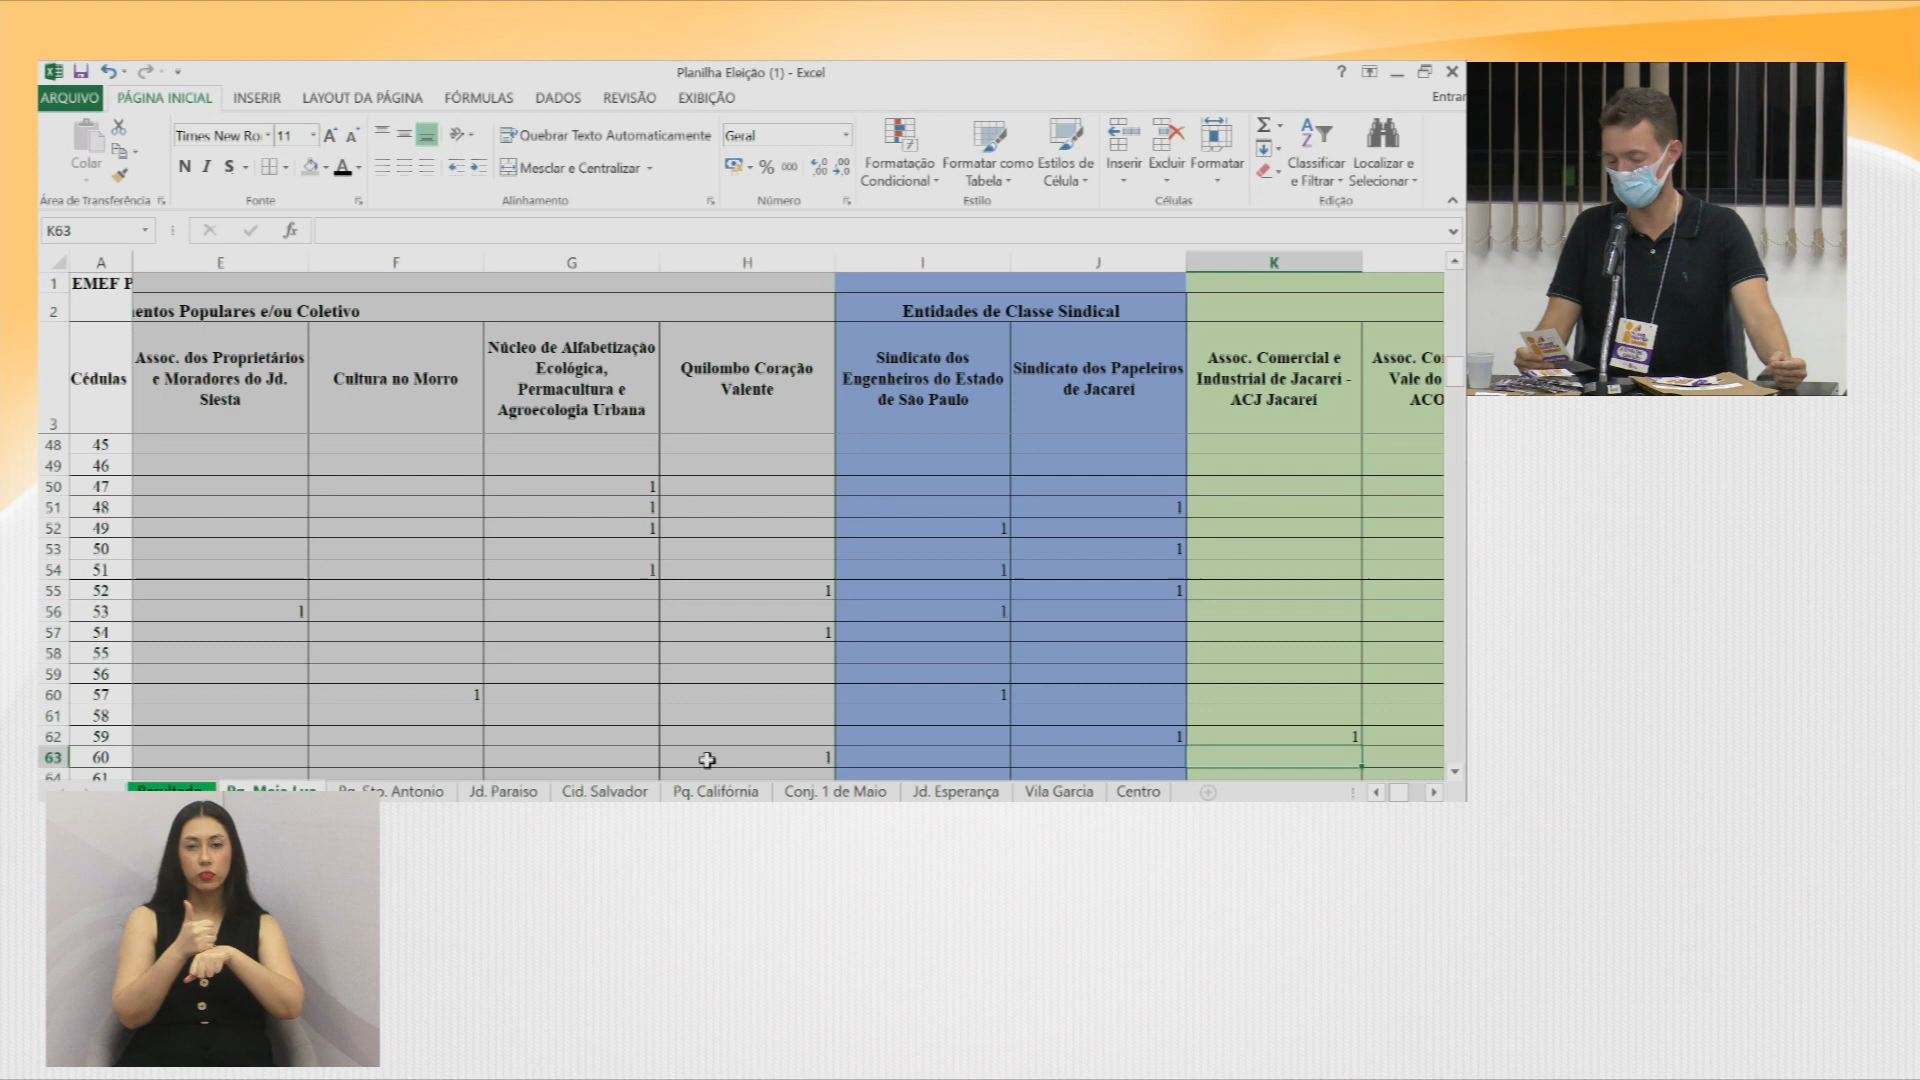 Planilha Eleição (1) - Excel
ARQUIVO PÁGINA INICIAL INSERIR LAYOUT DA PÁGINA FÓRMULAS DADOS REVISÃO EXIBIÇÃO Entrar
Times New Ro 11 Quebrar Texto Automaticamente Geral
Colar N I S Mesclar e Centralizar % 000
Formatação Condicional Formatar como Tabela Estilos de Célula Inserir Excluir Formatar Classificar e Filtrar Localizar e Selecionar
Área de Transferência Fonte Alinhamento Número Estilo Células Edição
K63 fx
A E F G H I J K
1 EMEF P
2 entos Populares e/ou Coletivo Entidades de Classe Sindical
3 Cédulas
Assoc. dos Proprietários e Moradores do Jd. Siesta
Cultura no Morro
Núcleo de Alfabetização Ecológica, Permacultura e Agroecologia Urbana
Quilombo Coração Valente
Sindicato dos Engenheiros do Estado de São Paulo
Sindicato dos Papeleiros de Jacareí
Assoc. Comercial e Industrial de Jacareí - ACJ Jacareí
Assoc. Co
Vale do
ACO
48 45
49 46
50 47 1
51 48 1 1
52 49 1 1
53 50 1
54 51 1 1
55 52 1 1
56 53 1 1
57 54 1
58 55
59 56
60 57 1 1
61 58
62 59 1 1
63 60 1
64 61
Resultado Pq. Meia Lua Pq. Sto. Antonio Jd. Paraiso Cid. Salvador Pq. Califórnia Conj. 1 de Maio Jd. Esperança Vila Garcia Centro